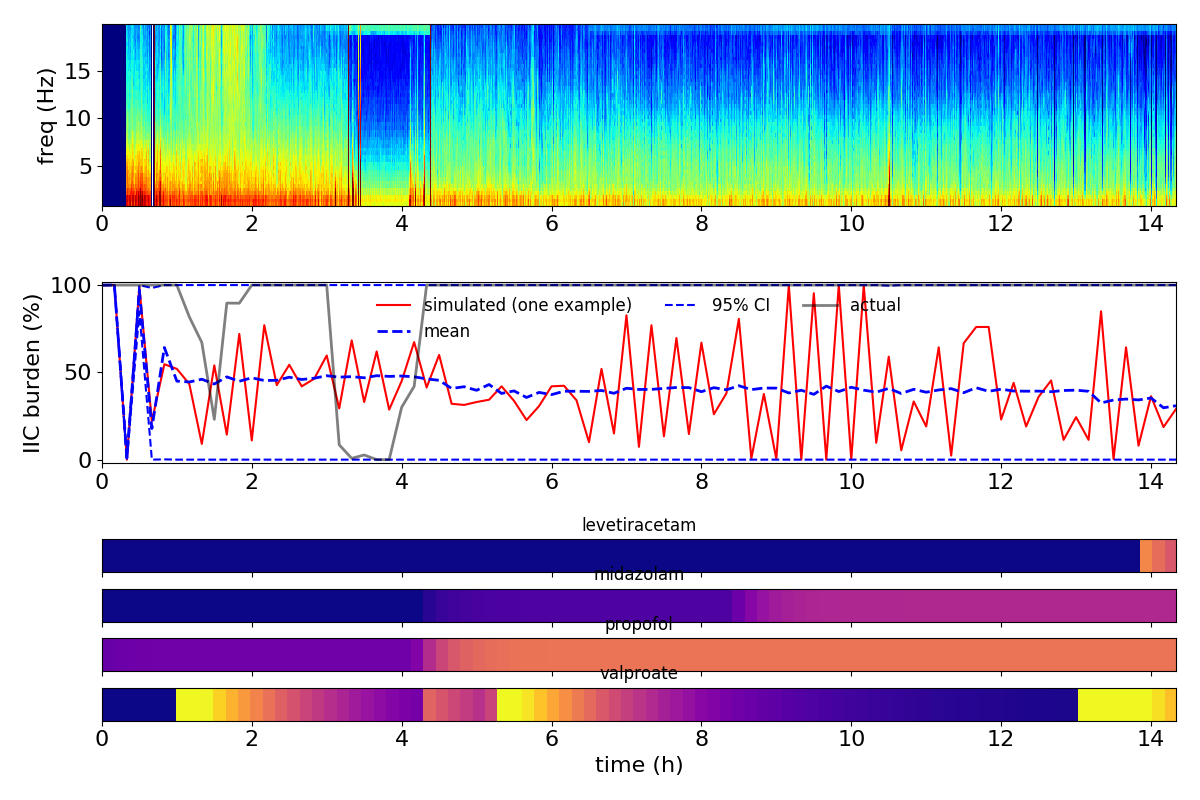 freq (Hz)
15
10
5
0 2 4 6 8 10 12 14
IIC burden (%)
100
50
0
simulated (one example)
mean
95% CI
actual
0 2 4 6 8 10 12 14
levetiracetam
midazolam
propofol
valproate
0 2 4 6 8 10 12 14
time (h)